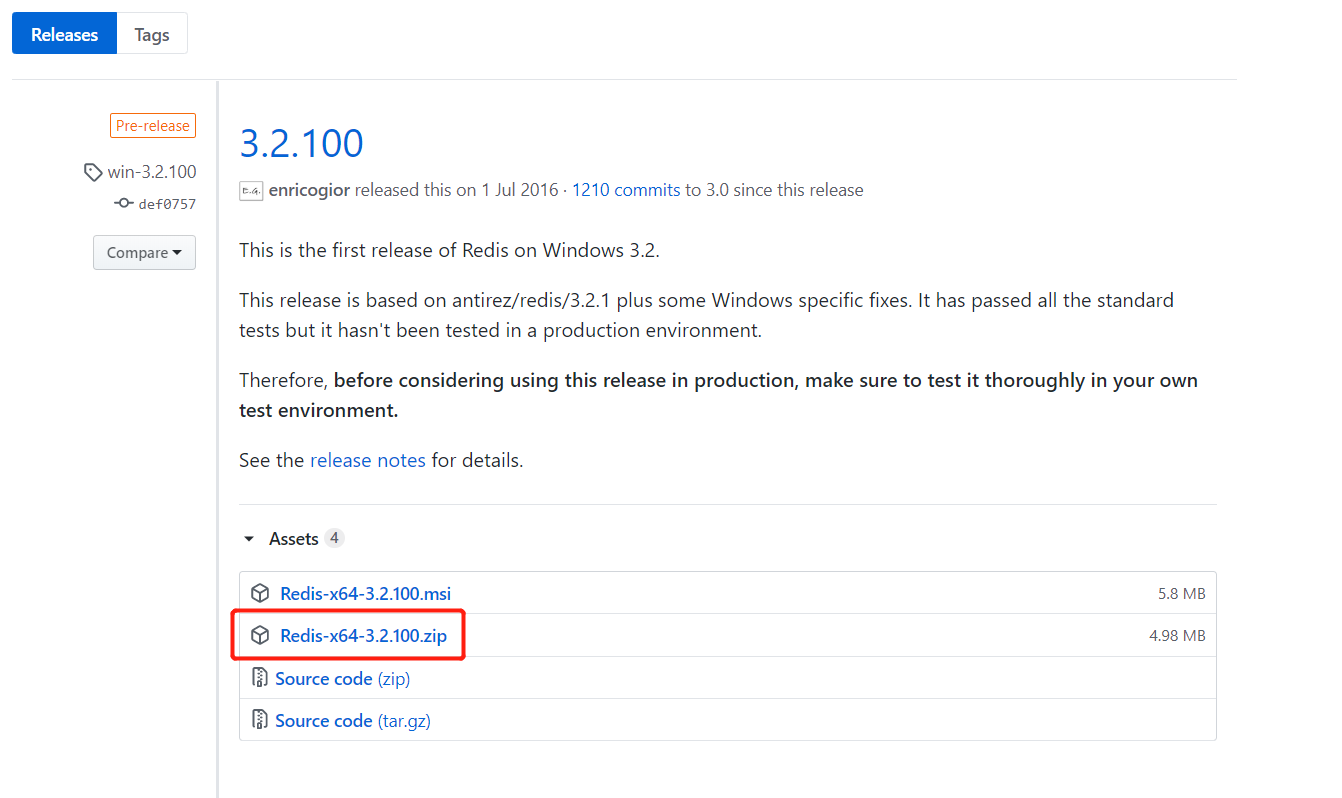 Releases Tags
Pre-release
win-3.2.100
def0757
Compare
3.2.100
E.G. enricogior released this on 1 Jul 2016 · 1210 commits to 3.0 since this release
This is the first release of Redis on Windows 3.2.
This release is based on antirez/redis/3.2.1 plus some Windows specific fixes. It has passed all the standard
tests but it hasn't been tested in a production environment.
Therefore, before considering using this release in production, make sure to test it thoroughly in your own
test environment.
See the release notes for details.
Assets 4
Redis-x64-3.2.100.msi 5.8 MB
Redis-x64-3.2.100.zip 4.98 MB
Source code (zip)
Source code (tar.gz)